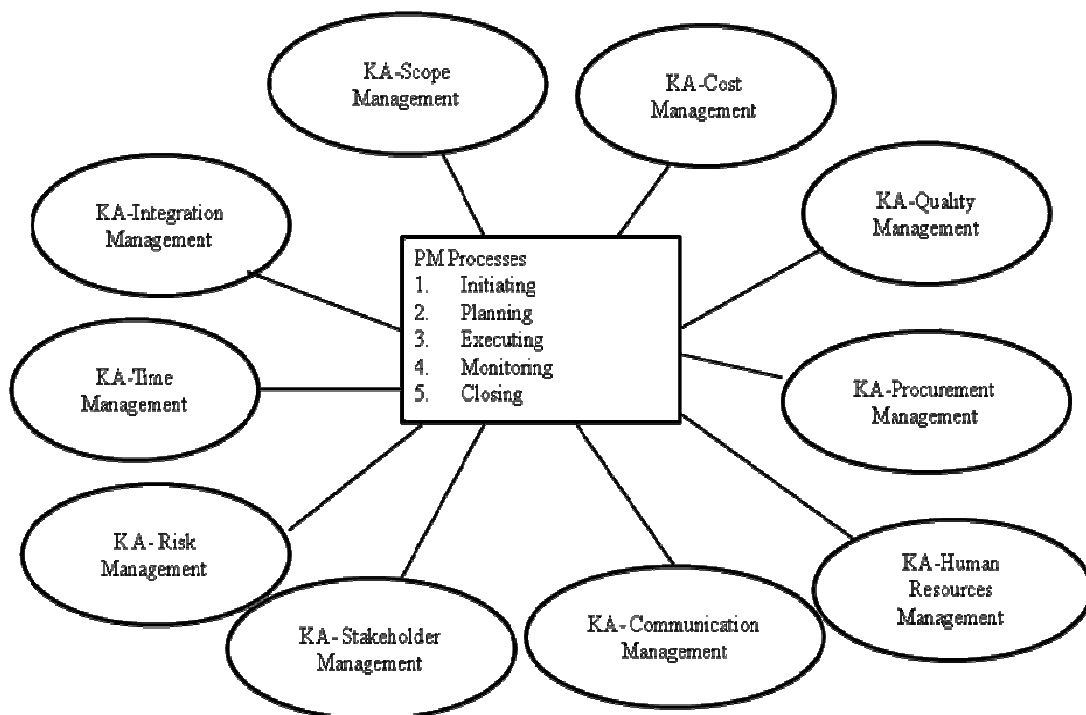 KA-Scope
Management
KA-Cost
Management
KA-Integration
Management
KA-Quality
Management
PM Processes
1. Initiating
2. Planning
3. Executing
4. Monitoring
5. Closing
KA-Time
Management
KA-Procurement
Management
KA- Risk
Management
KA-Human
Resources
Management
KA- Stakeholder
Management
KA- Communication
Management